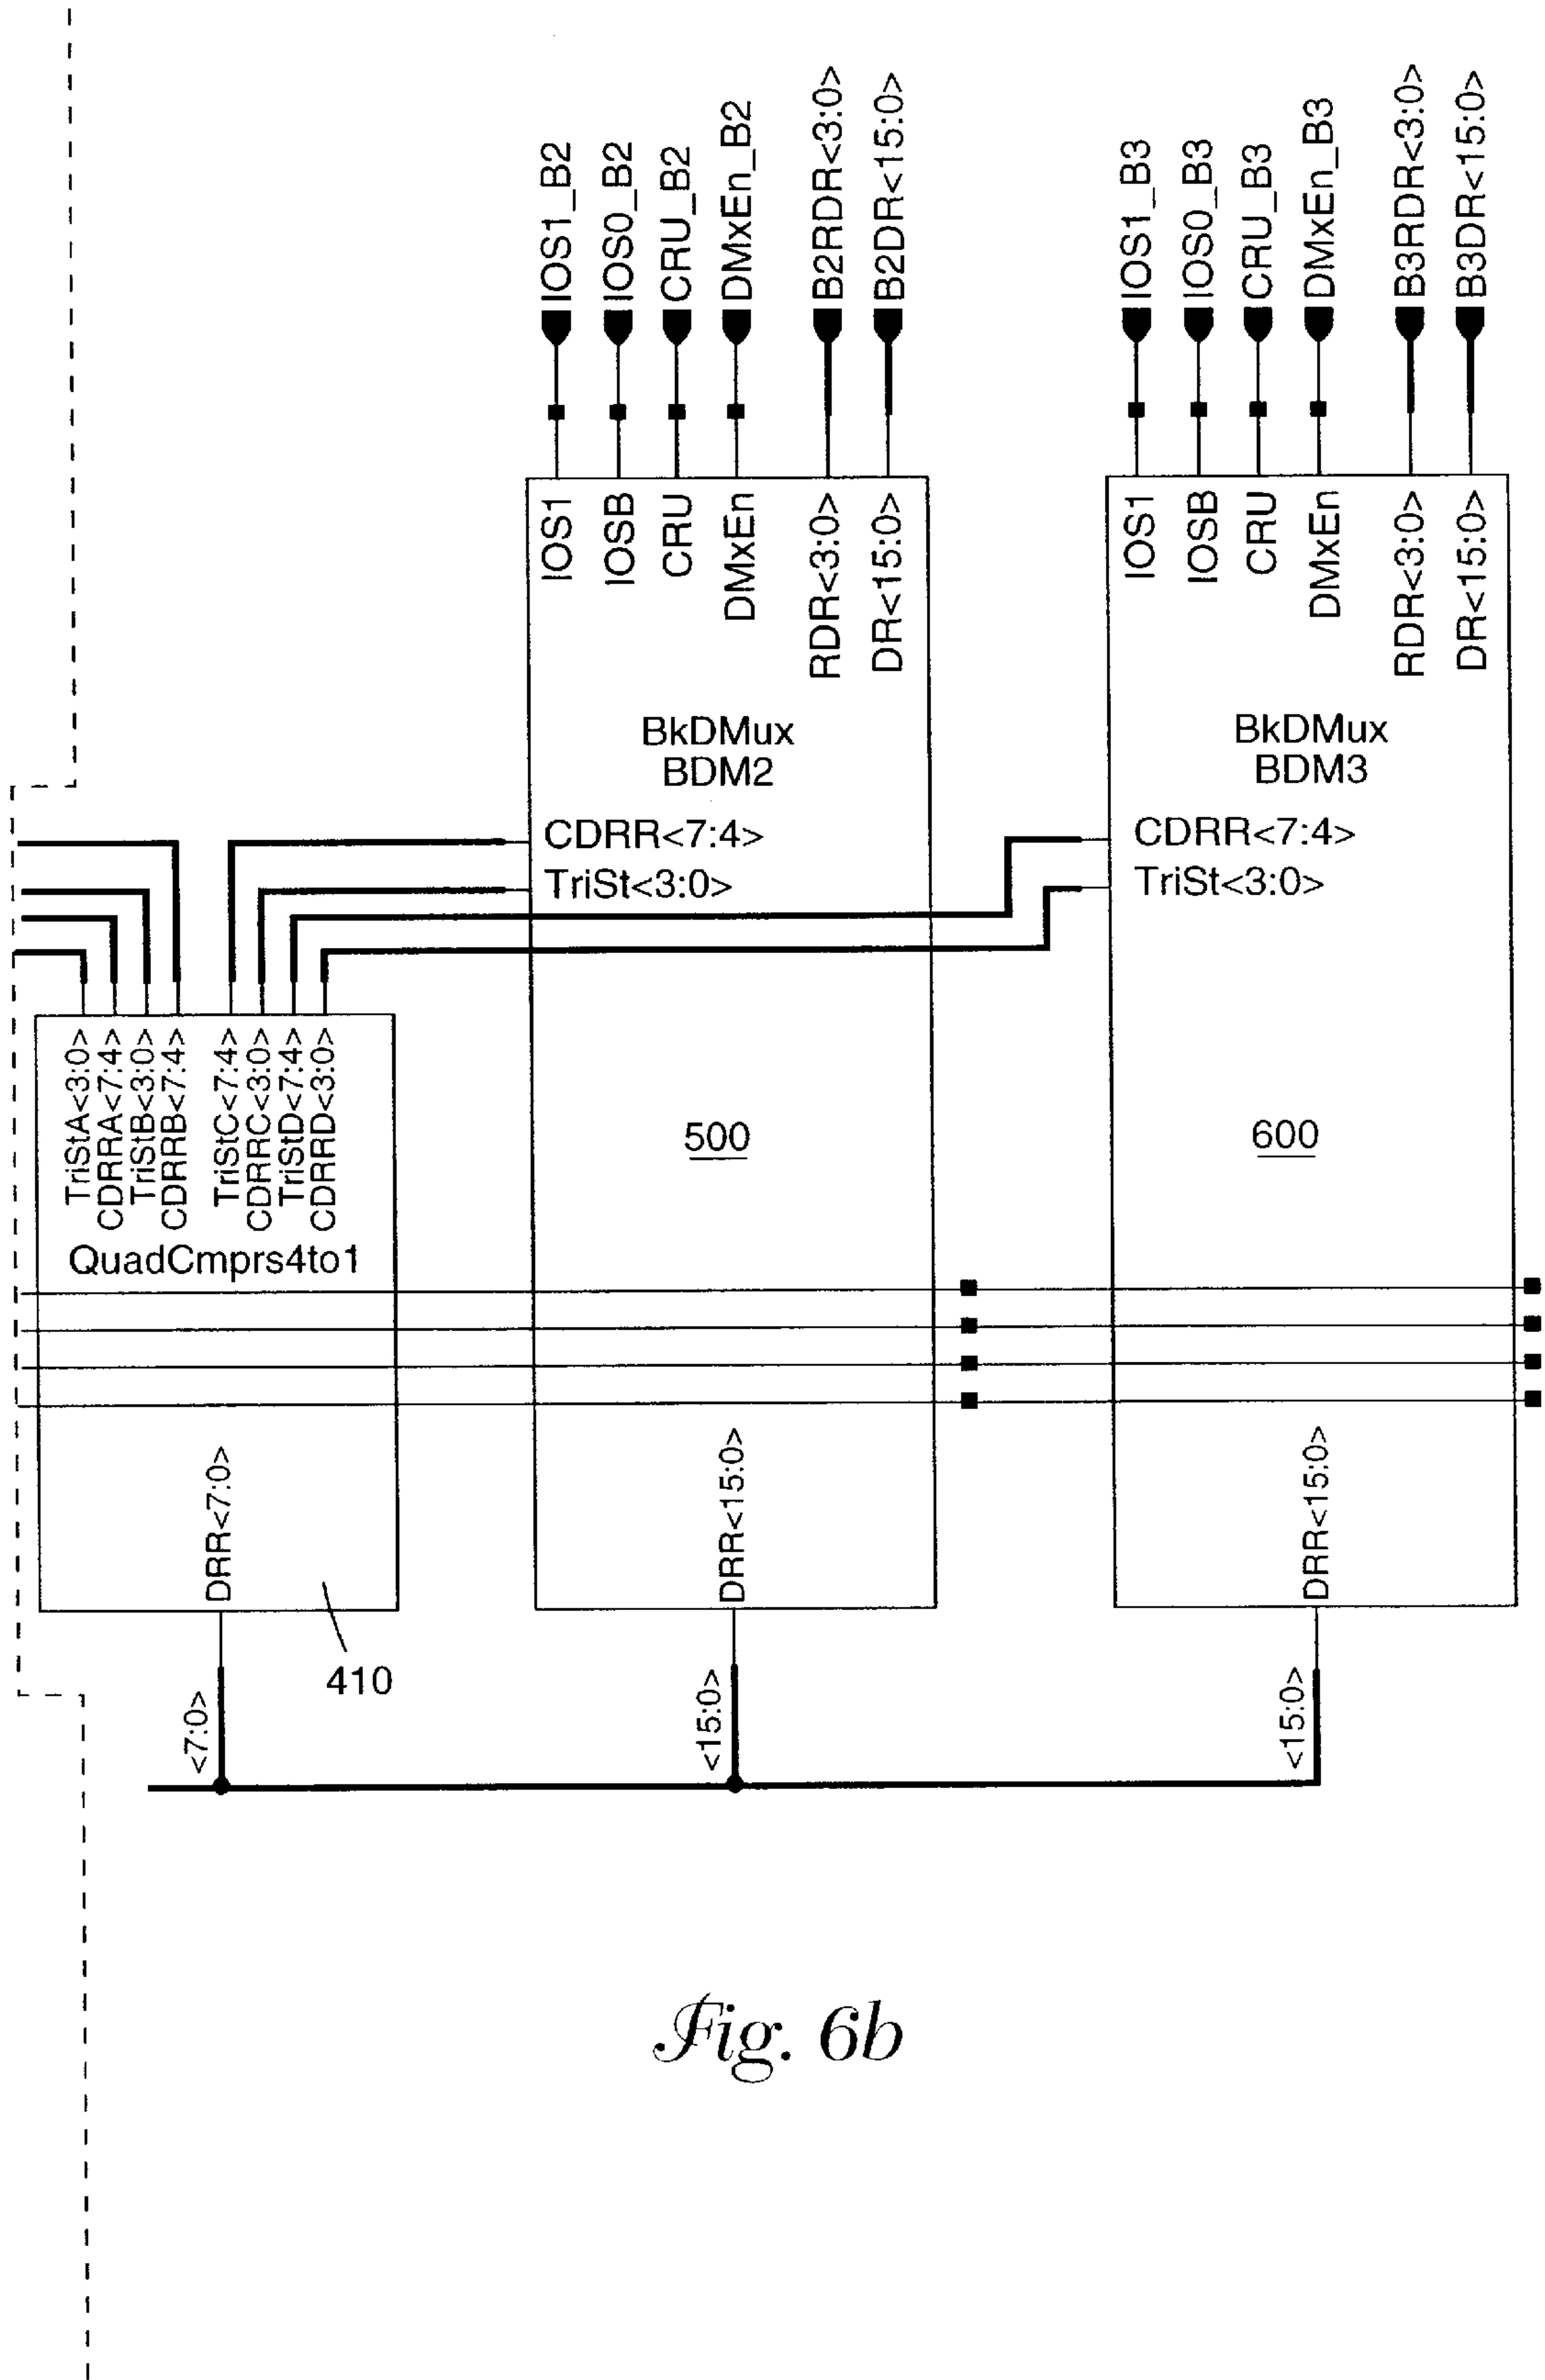 IOS1_B2
IOS0_B2
CRU_B2
DMxEn_B2
B2RDR<3:0>
B2DR<15:0>
IOS1_B3
IOS0_B3
CRU_B3
DMxEn_B3
B3RDR<3:0>
B3DR<15:0>
IOS1
IOSB
CRU
DMxEn
RDR<3:0>
DR<15:0>
BkDMux
BDM2
CDRR<7:4>
TriSt<3:0>
500
DRR<15:0>
<15:0>
IOS1
IOSB
CRU
DMxEn
RDR<3:0>
DR<15:0>
BkDMux
BDM3
CDRR<7:4>
TriSt<3:0>
600
DRR<15:0>
<15:0>
TriStA<3:0>
CDRRA<7:4>
TriStB<3:0>
CDRRB<7:4>
TriStC<7:4>
CDRRC<3:0>
TriStD<7:4>
CDRRD<3:0>
QuadCmprs4to1
DRR<7:0>
410
<7:0>
Fig. 6b